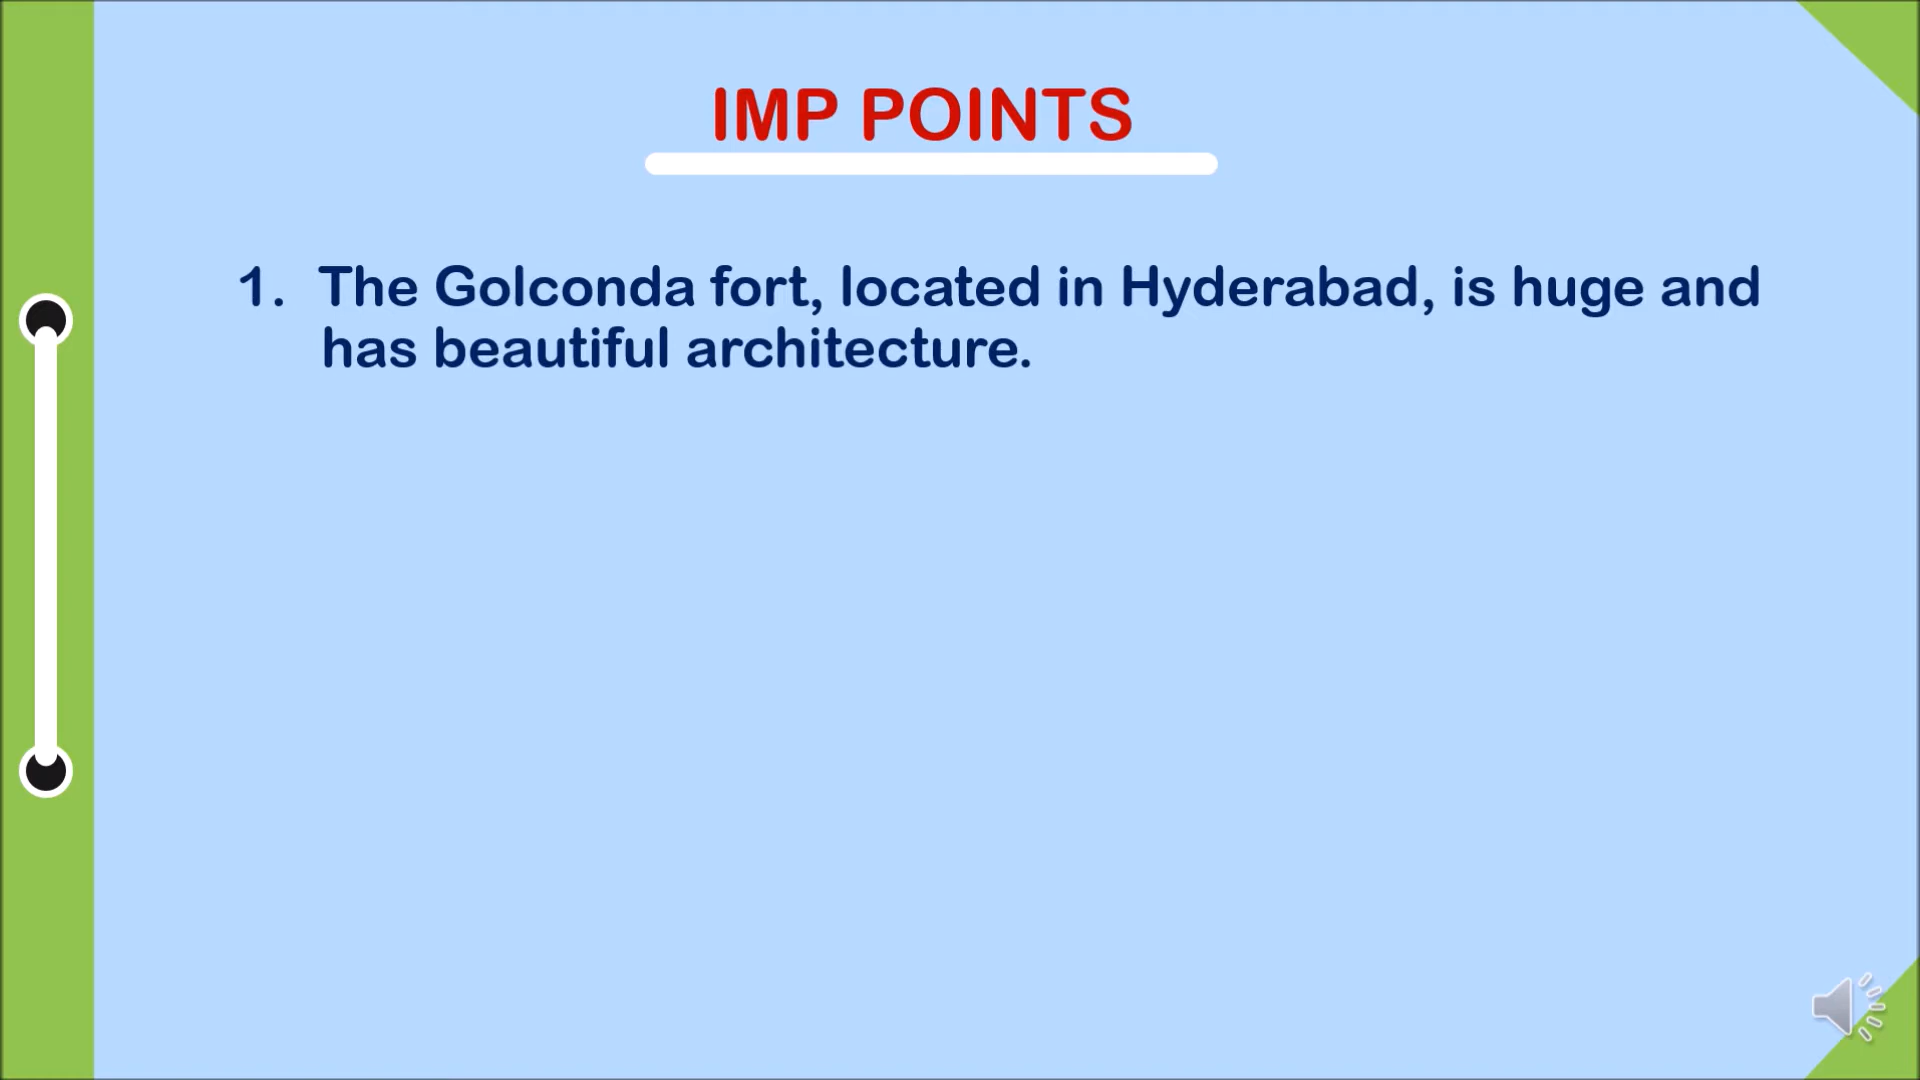 IMP POINTS
1. The Golconda fort, located in Hyderabad, is huge and
has beautiful architecture.